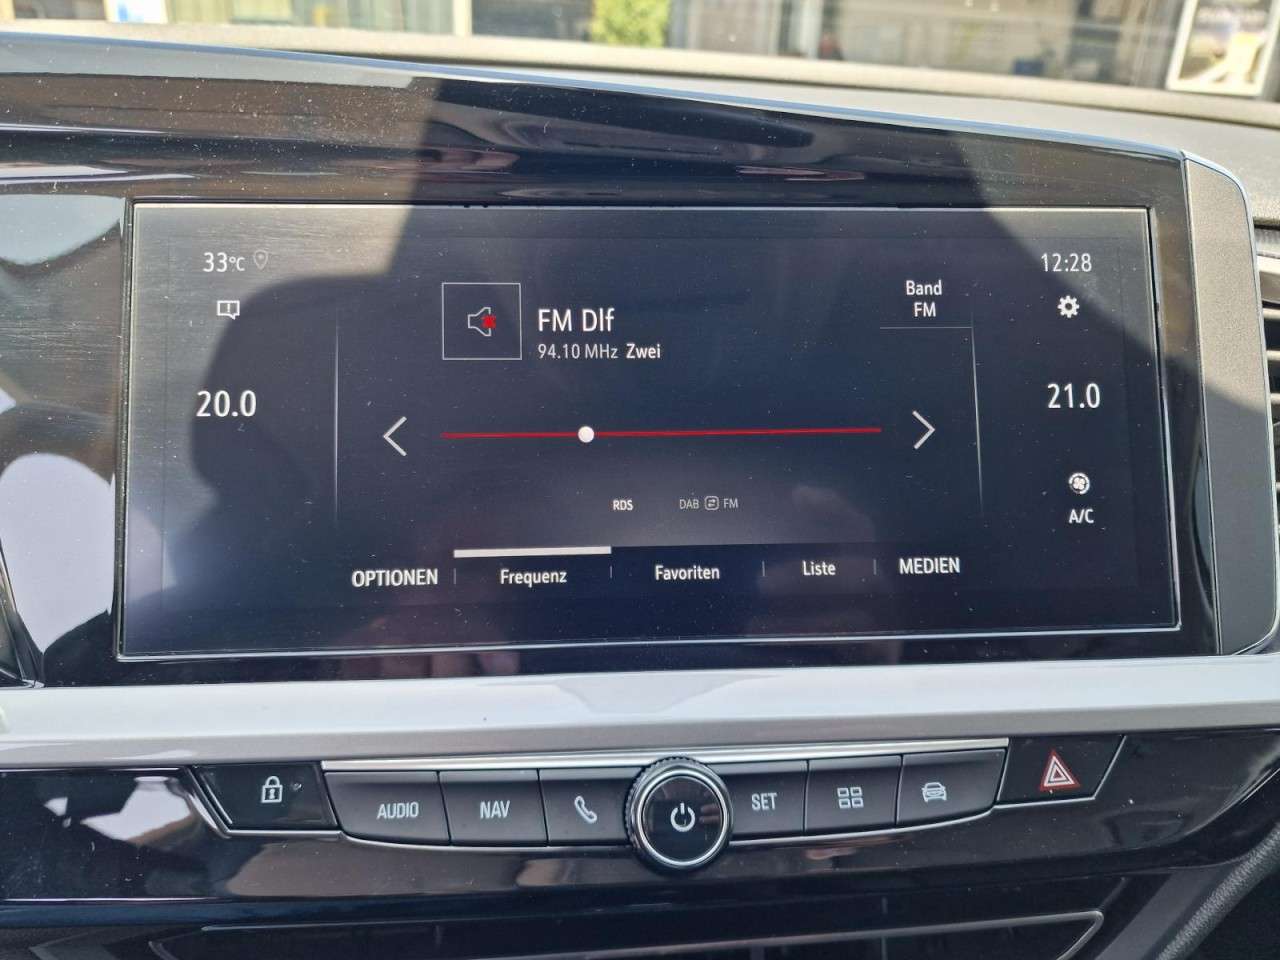 33°C
12:28
Band
FM
FM Dlf
94.10 MHz Zwei
20.0
21.0
RDS
DAB FM
A/C
OPTIONEN
Frequenz
Favoriten
Liste
MEDIEN
AUDIO
NAV
SET